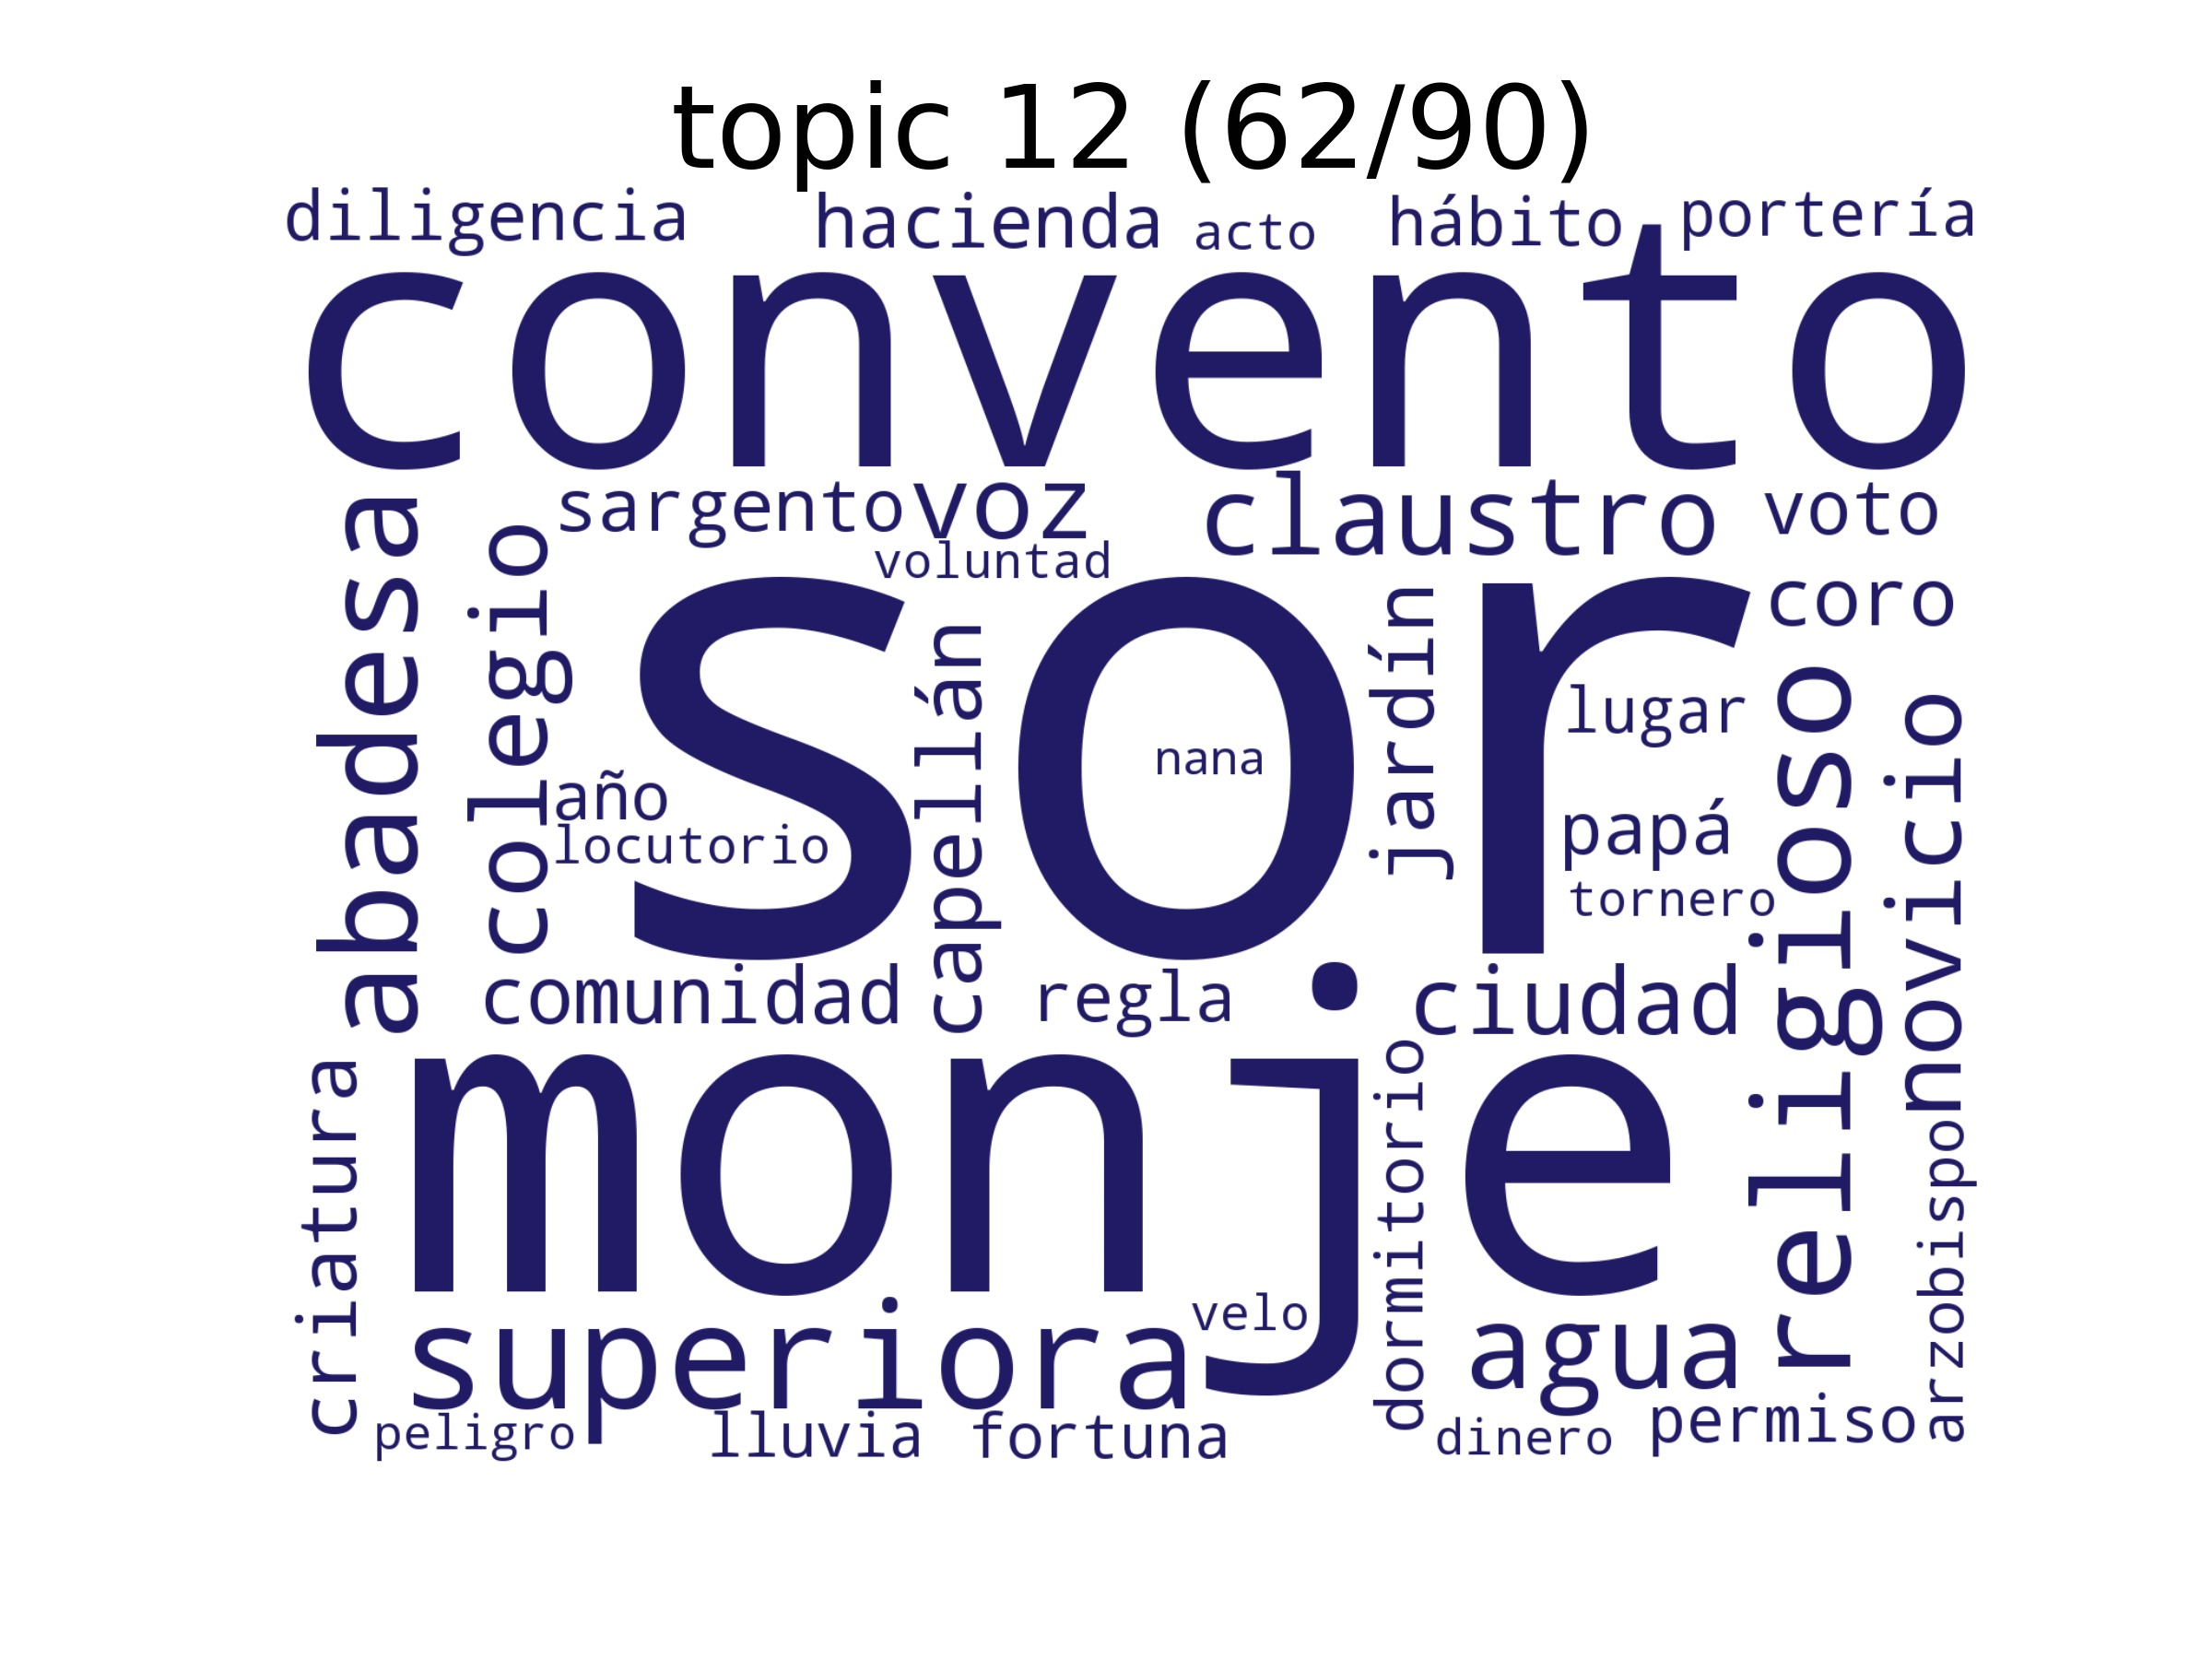 topic 12 (62/90)
diligencia
hacienda
acto
hábito
portería
convento
sargento
voz
claustro
voto
voluntad
abadesa
colegio
sor
capellán
jardín
coro
lugar
nana
año
locutorio
papá
tornero
religioso
novicio
comunidad
regla
ciudad
criatura
monje
dormitorio
arzobispo
superiora
velo
agua
peligro
lluvia
fortuna
dinero
permiso